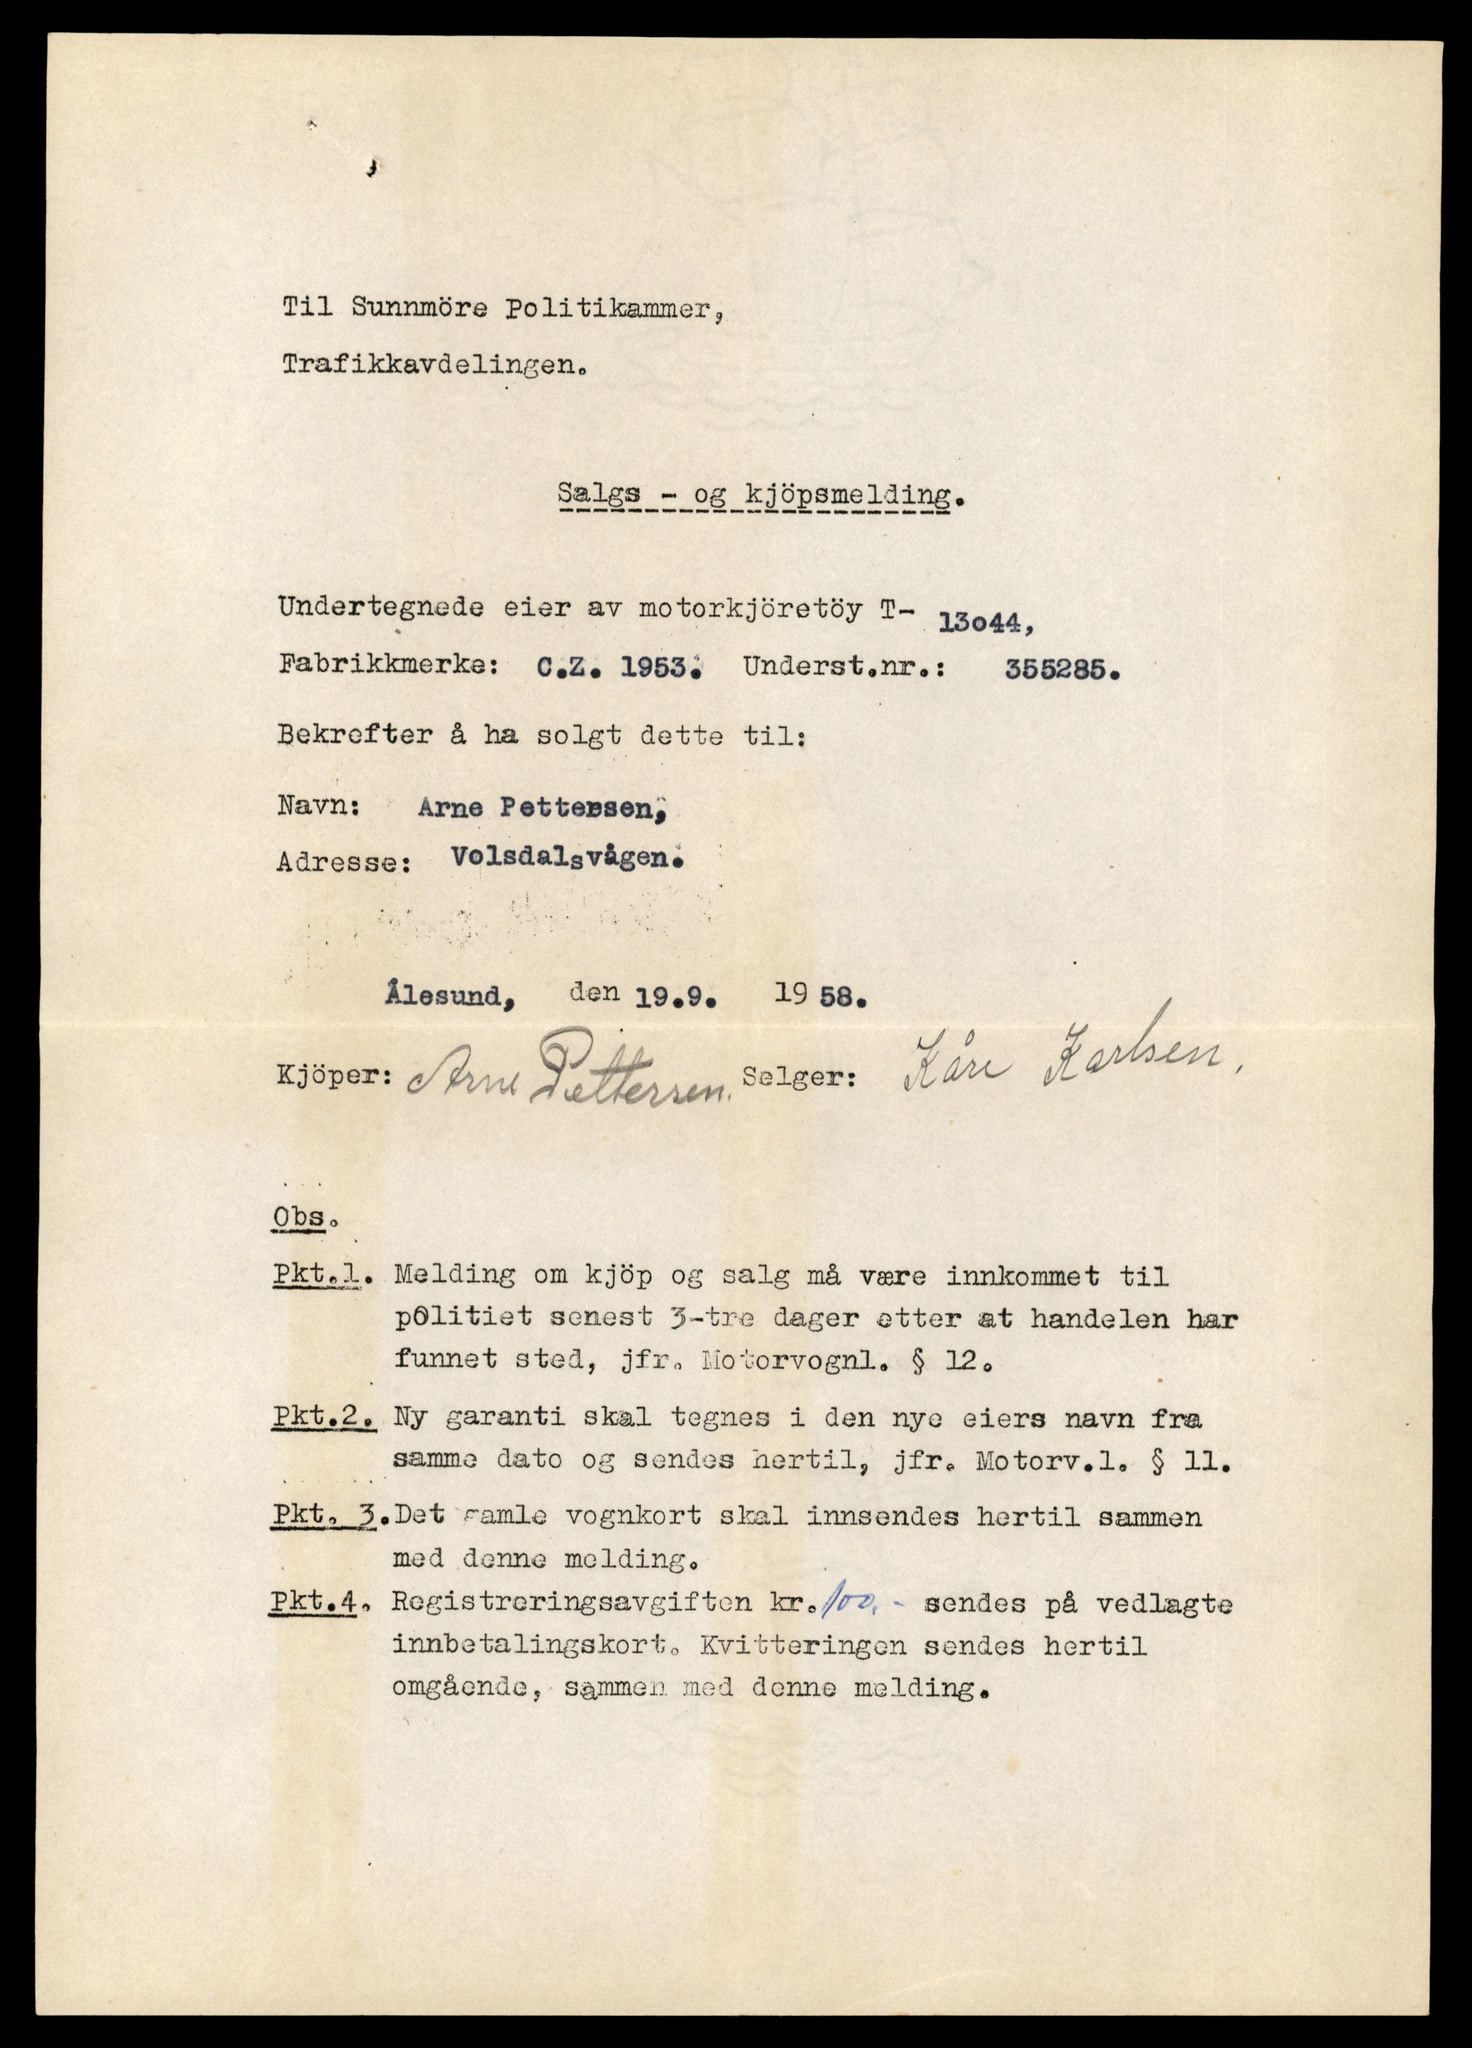 Til Sunnmöre Politikammer,
Trafikkavdelingen.
Salgs - og kjöpsmelding.
Undertegnede eier av motorkjöretöy T- 13o44,
Fabrikkmerke: C.Z. 1953. Underst.nr.: 355285.
Bekrefter å ha solgt dette til:
Navn: Arne Pettersen,
Adresse: Volsdalsvågen.
Ålesund, den 19.9. 1958.
Kjöper: Arne Pettersen. Selger: Kåre Karlsen.
Obs.
Pkt.1. Melding om kjöp og salg må være innkommet til
politiet senest 3-tre dager etter at handelen har
funnet sted, jfr. Motorvognl. § 12.
Pkt.2. Ny garanti skal tegnes i den nye eiers navn fra
samme dato og sendes hertil, jfr. Motorv.l. § 11.
Pkt. 3. Det gamle vognkort skal innsendes hertil sammen
med denne melding.
Pkt.4. Registreringsavgiften kr. 100.- sendes på vedlagte
innbetalingskort. Kvitteringen sendes hertil
omgående, sammen med denne melding.